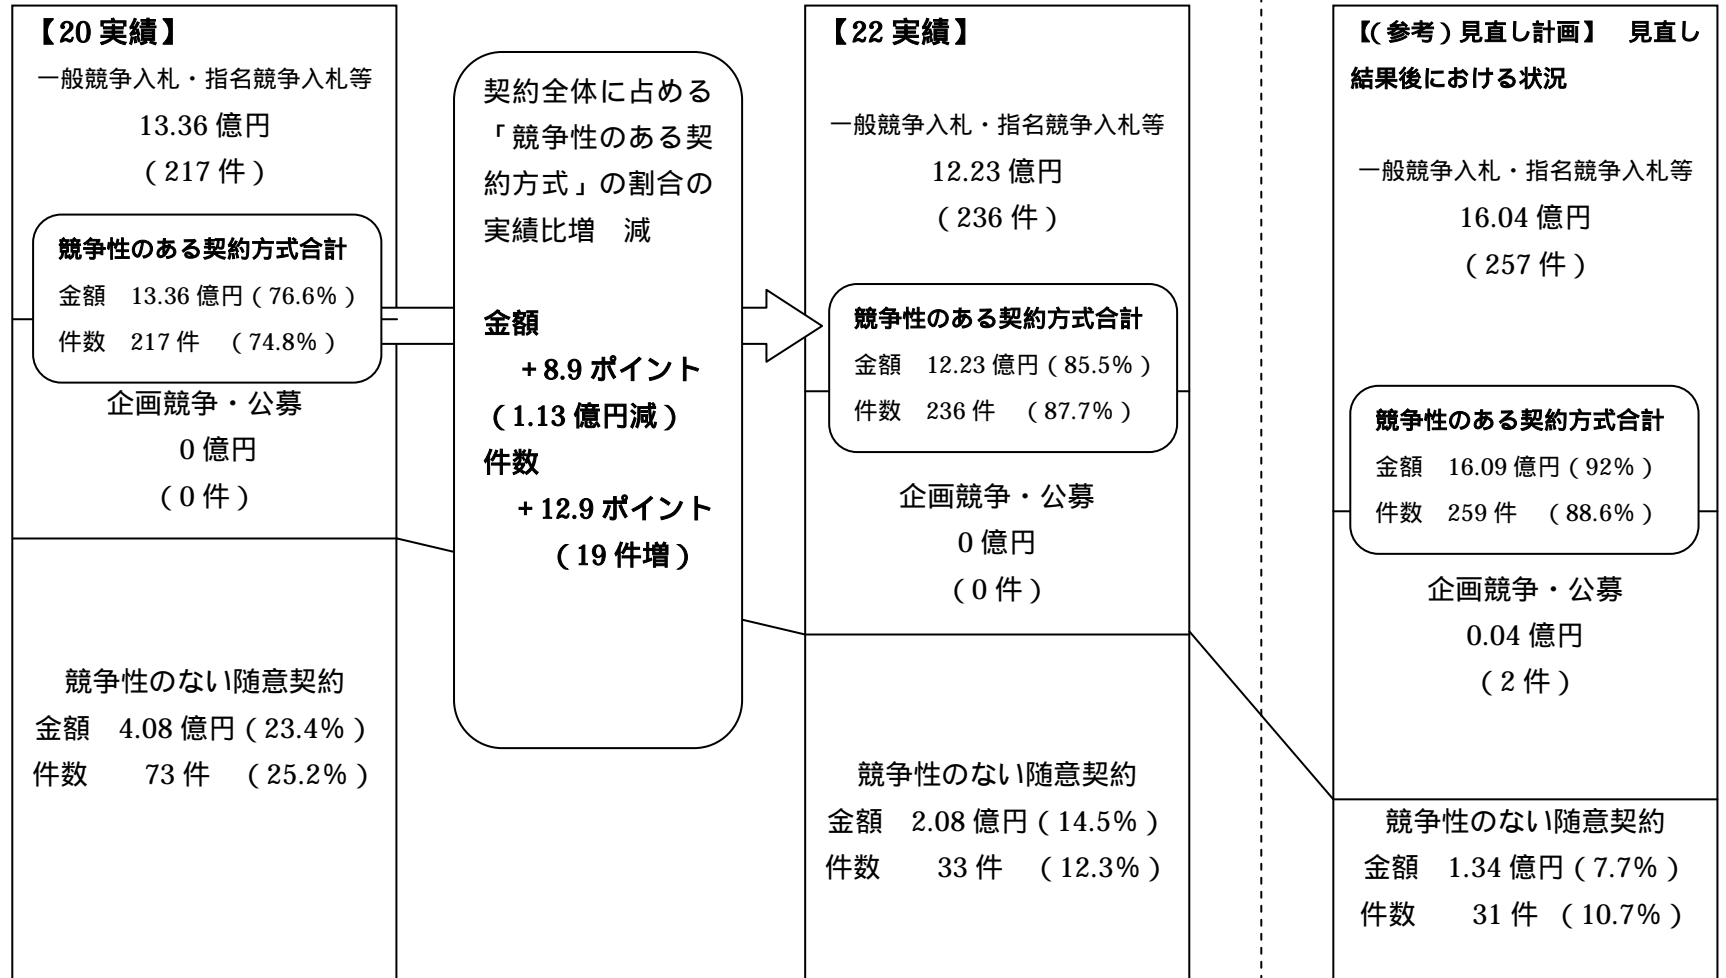 【20 実績】
一般競争入札・指名競争入札等
13.36 億円
（217 件）
競争性のある契約方式合計
金額　13.36 億円（76.6%）
件数　217 件　（74.8%）
企画競争・公募
0 億円
（0 件）
競争性のない随意契約
金額　4.08 億円（23.4%）
件数　　73 件　（25.2%）
契約全体に占める
「競争性のある契
約方式」の割合の
実績比増　減
金額
+8.9 ポイント
（1.13 億円減）
件数
+12.9 ポイント
（19 件増）
【22 実績】
一般競争入札・指名競争入札等
12.23 億円
（236 件）
競争性のある契約方式合計
金額　12.23 億円（85.5%）
件数　236 件　（87.7%）
企画競争・公募
0 億円
（0 件）
競争性のない随意契約
金額　2.08 億円（14.5%）
件数　　33 件　（12.3%）
【（参考）見直し計画】　見直し
結果後における状況
一般競争入札・指名競争入札等
16.04 億円
（257 件）
競争性のある契約方式合計
金額　16.09 億円（92%）
件数　259 件　（88.6%）
企画競争・公募
0.04 億円
（2 件）
競争性のない随意契約
金額　1.34 億円（7.7%）
件数　　31 件　（10.7%）